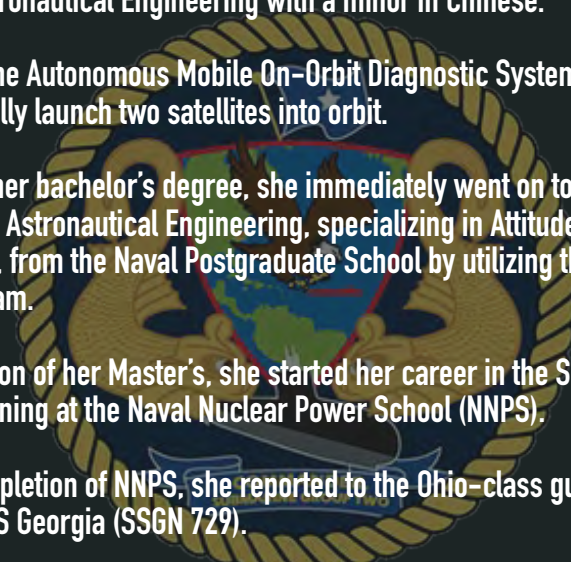 ronautical Engineering with a minor in Chinese.
ne Autonomous Mobile On-Orbit Diagnostic System
lly launch two satellites into orbit.
her bachelor's degree, she immediately went on to
Astronautical Engineering, specializing in Attitude
, from the Naval Postgraduate School by utilizing th
am.
on of her Master's, she started her career in the S
ning at the Naval Nuclear Power School (NNPS).
pletion of NNPS, she reported to the Ohio-class gu
S Georgia (SSGN 729).